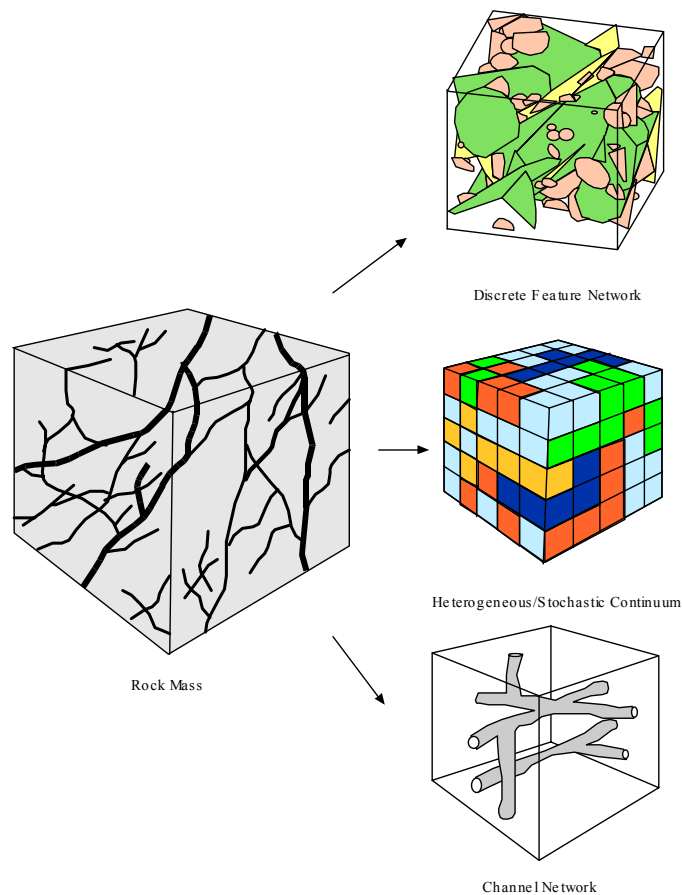 Discrete Feature Network
Heterogeneous/Stochastic Continuum
Rock Mass
Channel Network